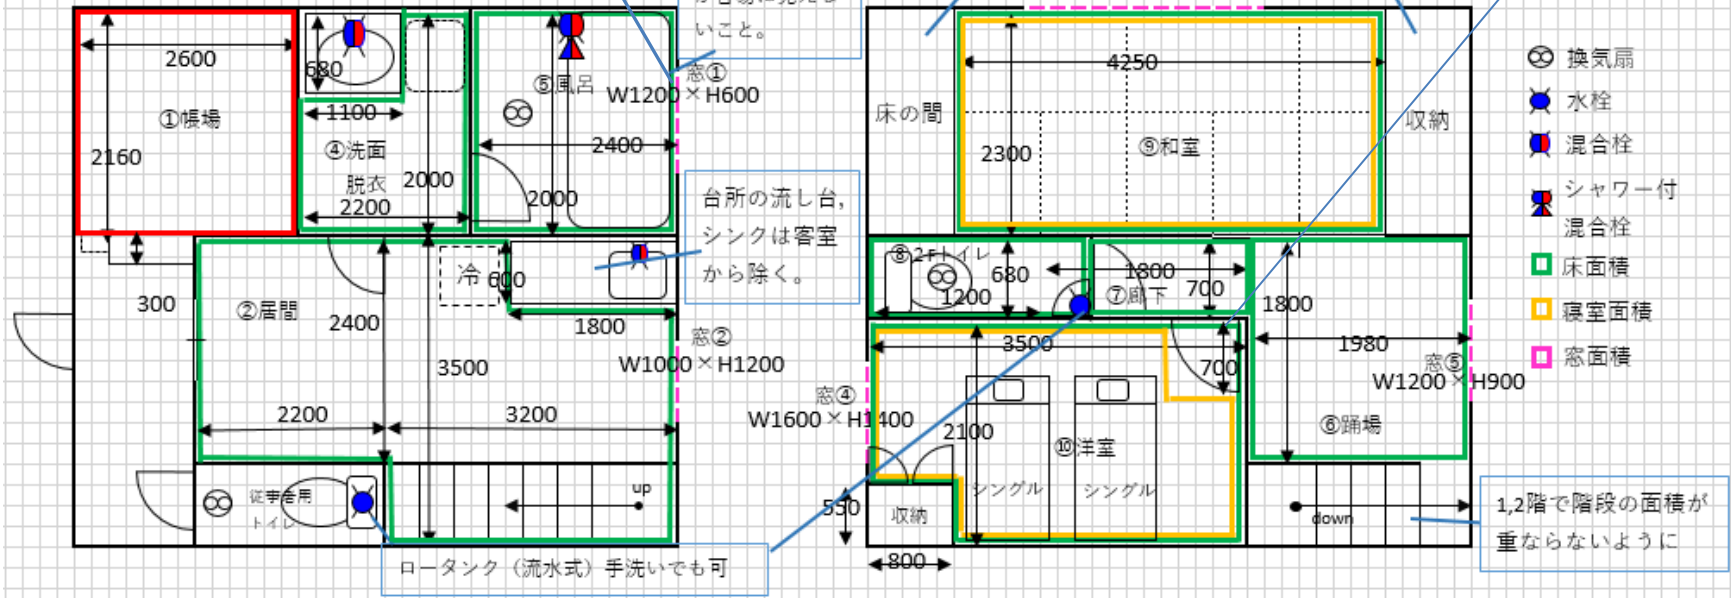 いこと。
2600
①帳場
2160
300
680
1100
④洗面
脱衣
2000
2200
⑤風呂
2400
2000
窓①
W1200×H600
台所の流し台,
シンクは客室
から除く。
②居間
2400
冷
600
1800
3500
2200
3200
窓②
W1000×H1200
従事者用
トイレ
up
ロータンク（流水式）手洗いでも可
床の間
4250
2300
⑨和室
収納
⑧2Fトイレ
680
1200
1800
⑦廊下
700
1800
1980
窓⑤
W1200×H900
⑥踊場
窓④
W1600×H1400
3500
700
2100
⑩洋室
シングル
シングル
550
収納
800
down
1,2階で階段の面積が
重ならないように
換気扇
水栓
混合栓
シャワー付
混合栓
床面積
寝室面積
窓面積